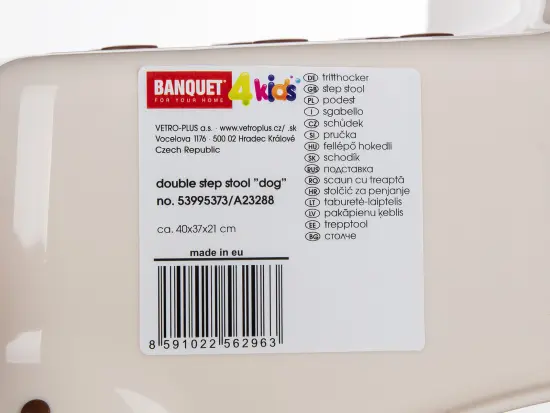 BANQUET
FOR YOUR HOME
4 kids
VETRO-PLUS a.s. · www.vetroplus.cz/ .sk
Vocelova 1176 · 500 02 Hradec Králové
Czech Republic
double step stool "dog"
no. 53995373/A23288
ca. 40x37x21 cm
made in eu
8 591022 562963
DE tritthocker
GB step stool
PL podest
I sgabello
CZ schůdek
SI pručka
HU fellépő hokedli
SK schodík
RUS подставка
RO scaun cu treaptă
HR stolčić za penjanje
LT taburetė-laiptelis
LV pakāpienu ķeblis
EE trepptool
BG столче